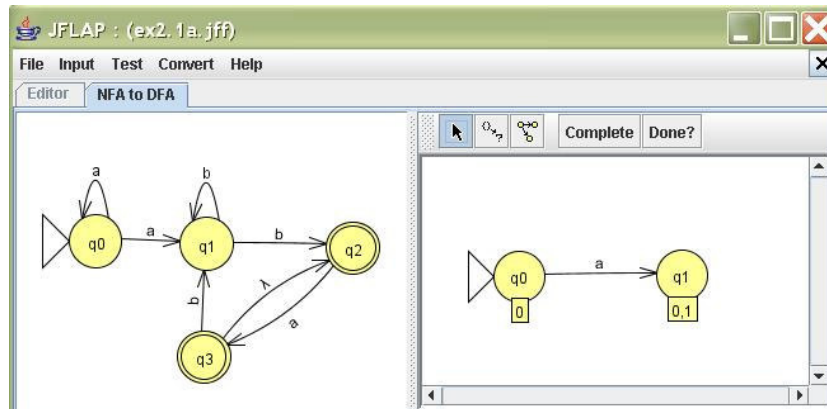 JFLAP : (ex2.1a.jff)
File Input Test Convert Help
Editor NFA to DFA
Complete Done?
a
b
q0
a
q1
b
q2
b
λ
a
q3
q0
a
q1
0
0,1